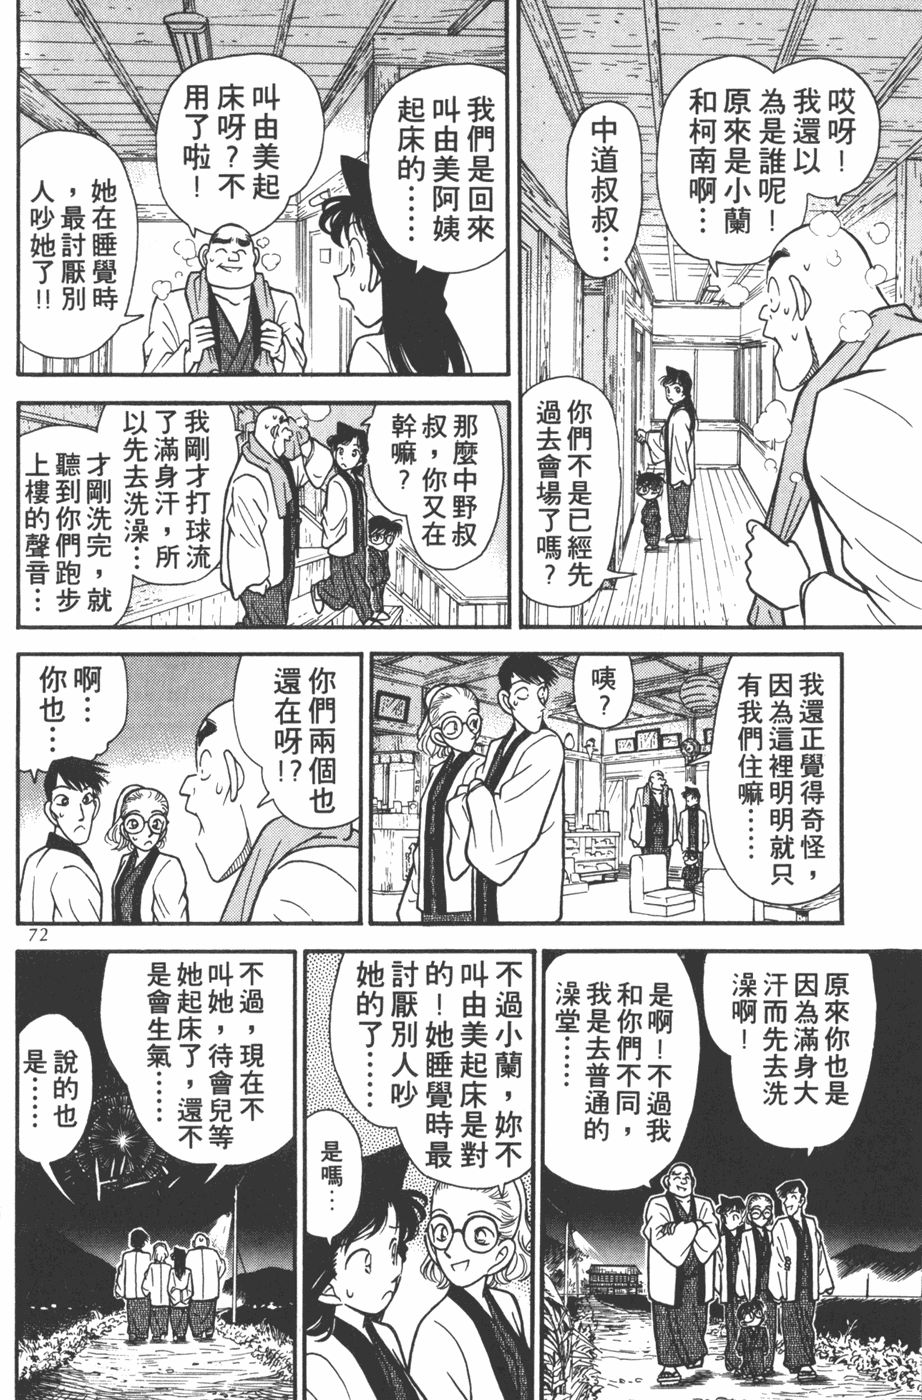 哎呀！
我還以
為是誰呢！
原來是小蘭
和柯南啊…
中道叔叔…
你們不是已經先
過去會場了嗎？
我們是回來
叫由美阿姨
起床的……
叫由美起
床呀？不
用了啦！
她在睡覺時
，最討厭別
人吵她了!!
那麼中野叔
叔，你又在
幹嘛？
我剛才打球流
了滿身汗，所
以先去洗澡…
才剛洗完，就
聽到你們跑步
上樓的聲音…
我還正覺得奇怪，
因為這裡明明就只
有我們住嘛……
咦？
你們兩個也
還在呀!?
啊…
你也……
72
原來你也是
因為滿身大
汗而先去洗
澡啊！
是啊！不過我
和你們不同，
我是去普通的
澡堂……
不過小蘭，妳不
叫由美起床是對
的！她睡覺時最
討厭別人吵
她的了……
是嗎…
不過，現在不
叫她，待會兒等
她起床了，還不
是會生氣……
說的也
是……